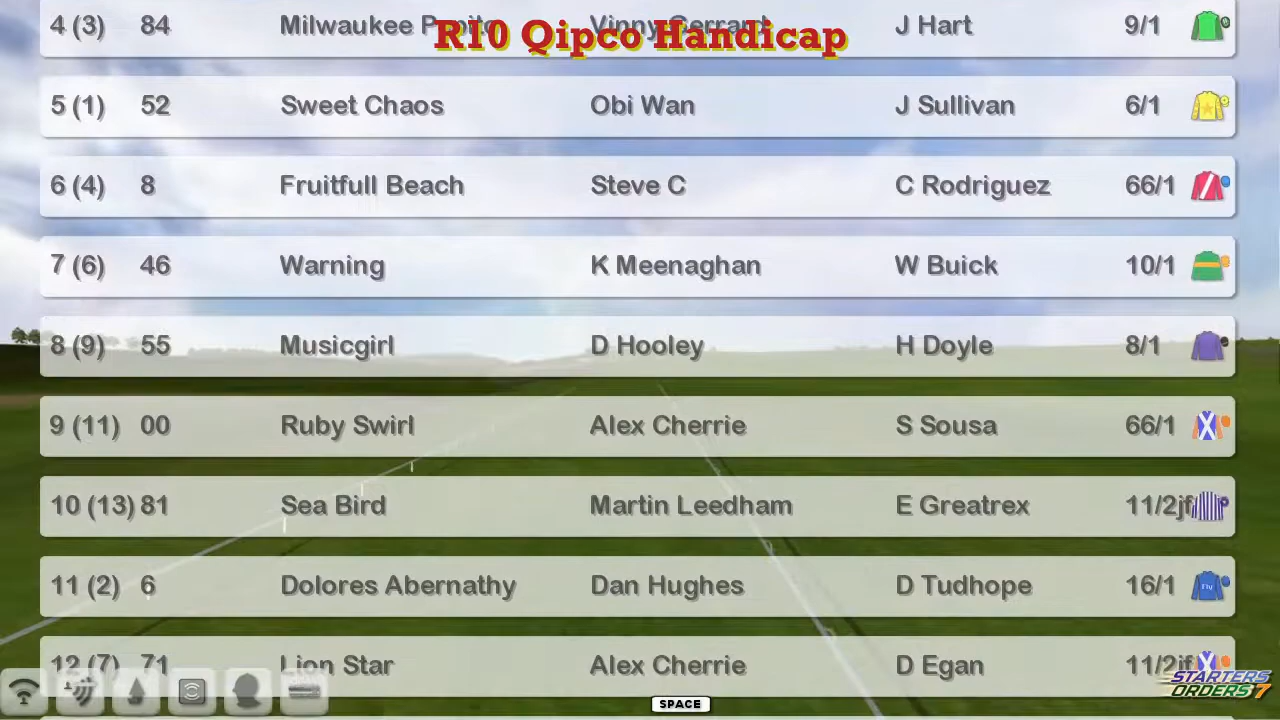 R10 Qipco Handicap
4 (3) 84 Milwaukee Pepito Vinny Gerrard J Hart 9/1
5 (1) 52 Sweet Chaos Obi Wan J Sullivan 6/1
6 (4) 8 Fruitfull Beach Steve C C Rodriguez 66/1
7 (6) 46 Warning K Meenaghan W Buick 10/1
8 (9) 55 Musicgirl D Hooley H Doyle 8/1
9 (11) 00 Ruby Swirl Alex Cherrie S Sousa 66/1
10 (13) 81 Sea Bird Martin Leedham E Greatrex 11/2jf
11 (2) 6 Dolores Abernathy Dan Hughes D Tudhope 16/1
12 (7) 71 Lion Star Alex Cherrie D Egan 11/2jf
STARTERS
ORDERS 7
SPACE